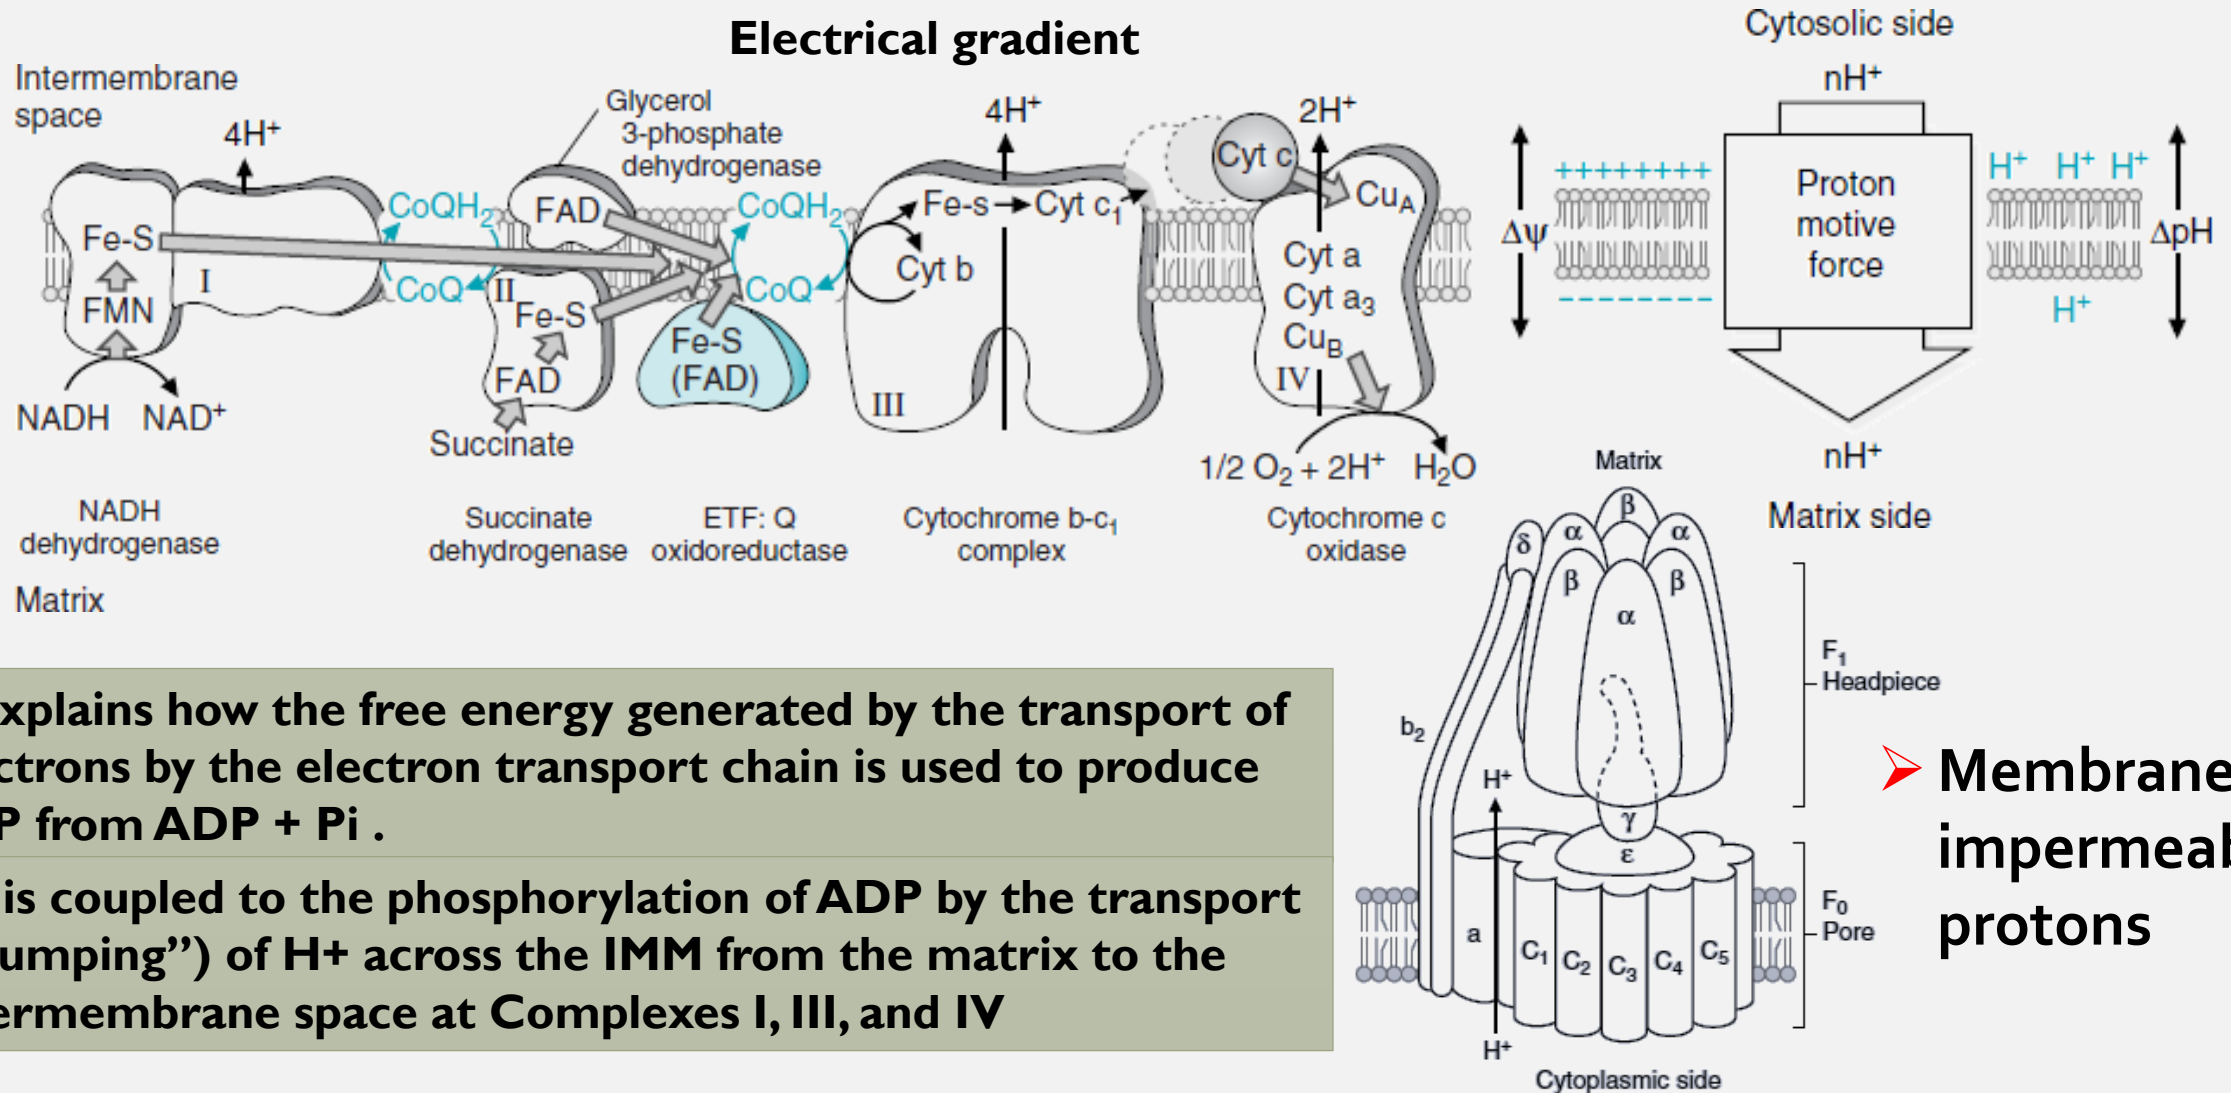 Electrical gradient
Intermembrane
space
4H⁺
Glycerol
3-phosphate
dehydrogenase
4H⁺
2H⁺
Cyt c
CoQH₂
FAD
CoQH₂
Fe-s
Cyt c₁
CuA
Fe-S
I
Cyt b
Cyt a
CoQ
II
CoQ
Cyt a₃
FMN
Fe-S
Fe-S
(FAD)
CuB
FAD
III
IV
NADH
NAD⁺
Succinate
1/2 O₂ + 2H⁺
H₂O
NADH
dehydrogenase
Succinate
dehydrogenase
ETF: Q
oxidoreductase
Cytochrome b-c₁
complex
Cytochrome c
oxidase
Matrix
Cytosolic side
nH⁺
++++++++
H⁺ H⁺ H⁺
Proton
motive
force
Δψ
ΔpH
--------
H⁺
nH⁺
Matrix side
Matrix
β
δ
α
α
β
β
α
F₁
Headpiece
b₂
H⁺
γ
ε
F₀
Pore
a
C₁
C₂
C₃
C₄
C₅
H⁺
Cytoplasmic side
xplains how the free energy generated by the transport of
ctrons by the electron transport chain is used to produce
P from ADP + Pi .
is coupled to the phosphorylation of ADP by the transport
umping”) of H+ across the IMM from the matrix to the
ermembrane space at Complexes I, III, and IV
➢ Membrane
impermeab
protons